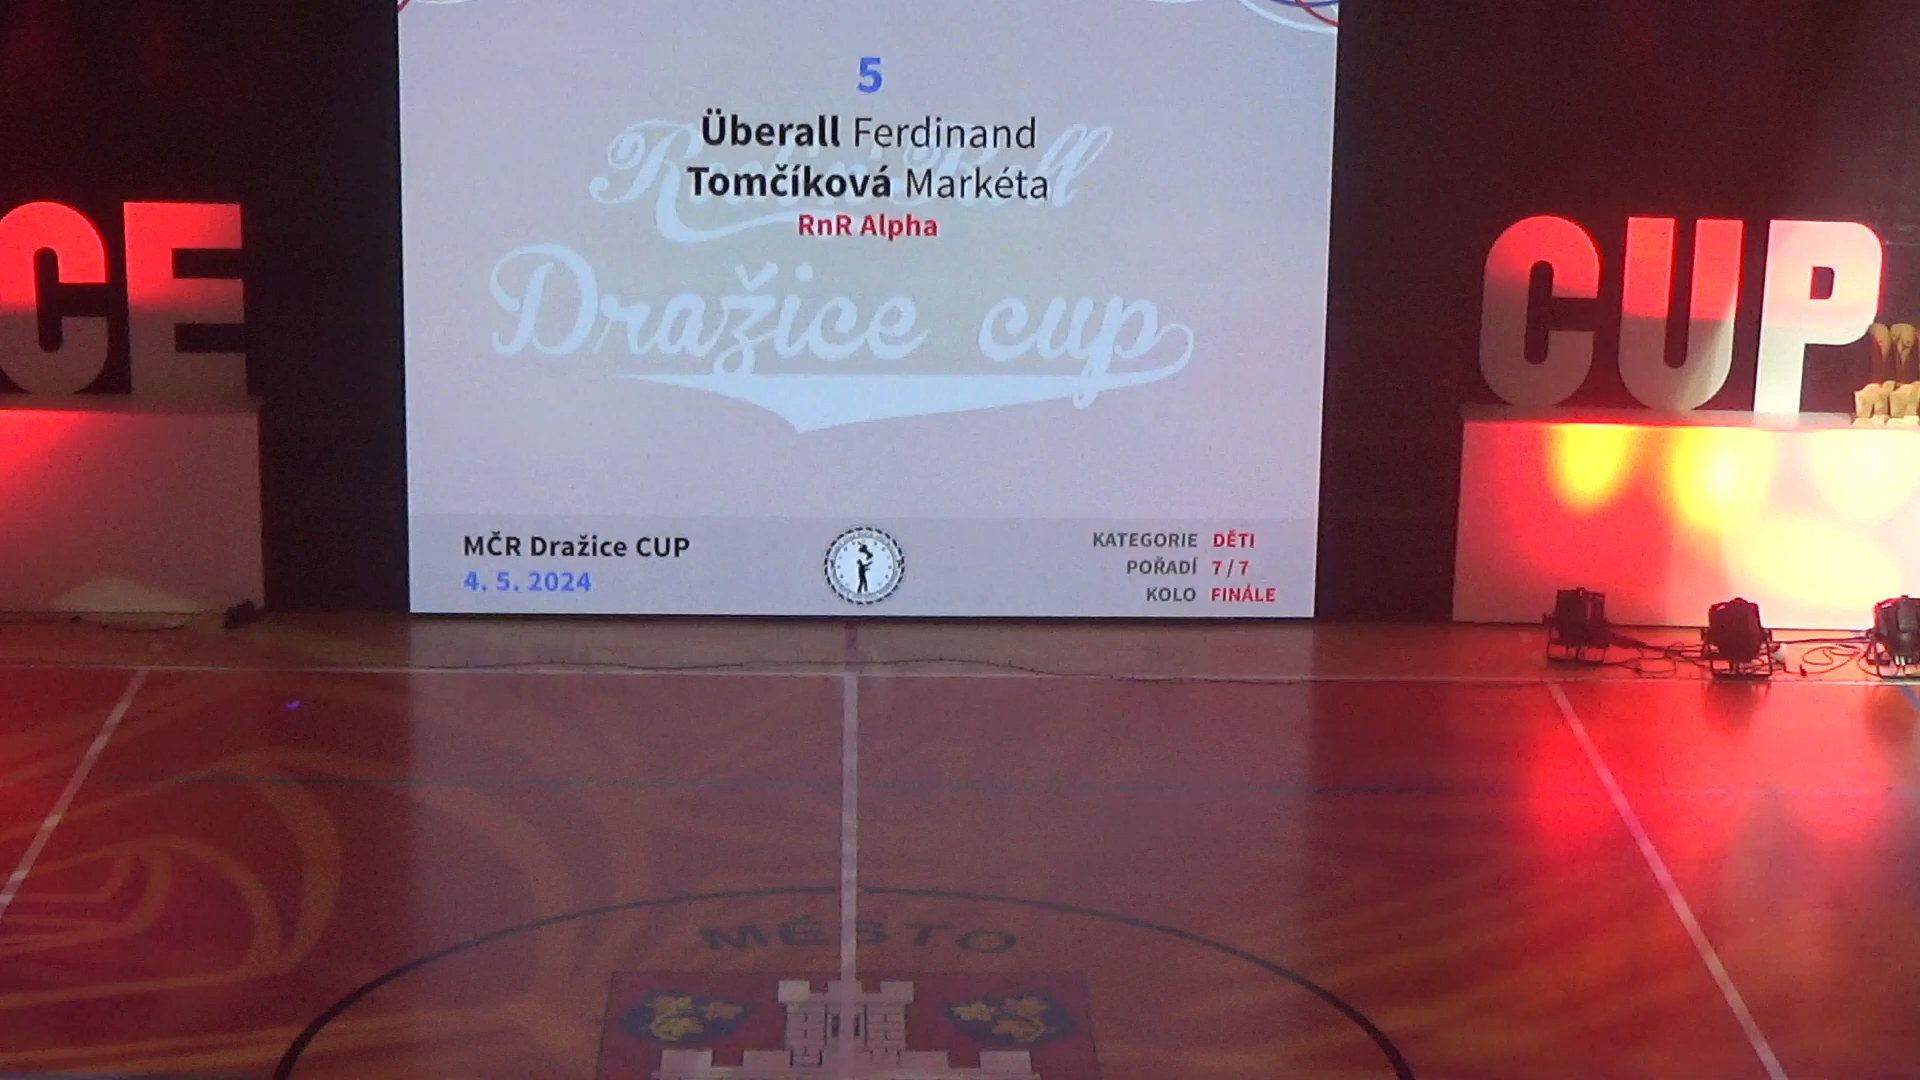 5
Überall Ferdinand
Tomčíková Markéta
RnR Alpha
Dražice cup
MČR Dražice CUP
4. 5. 2024
KATEGORIE DĚTI
POŘADÍ 7 / 7
KOLO FINÁLE
CE
CUP
MĚSTO